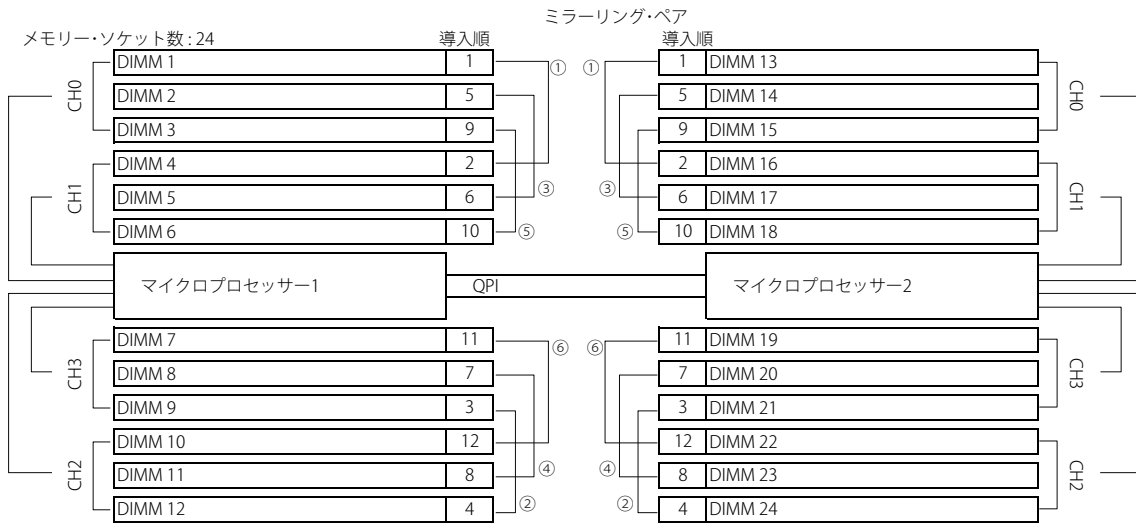 ミラーリング・ペア
メモリー・ソケット数 : 24
導入順
導入順
DIMM 1 1 ① ① 1 DIMM 13
DIMM 2 5 5 DIMM 14
DIMM 3 9 9 DIMM 15
CH0
CH0
DIMM 4 2 2 DIMM 16
DIMM 5 6 ③ ③ 6 DIMM 17
DIMM 6 10 ⑤ ⑤ 10 DIMM 18
CH1
CH1
マイクロプロセッサー1 QPI マイクロプロセッサー2
DIMM 7 11 ⑥ ⑥ 11 DIMM 19
DIMM 8 7 7 DIMM 20
DIMM 9 3 3 DIMM 21
CH3
CH3
DIMM 10 12 12 DIMM 22
DIMM 11 8 ④ ④ 8 DIMM 23
DIMM 12 4 ② ② 4 DIMM 24
CH2
CH2